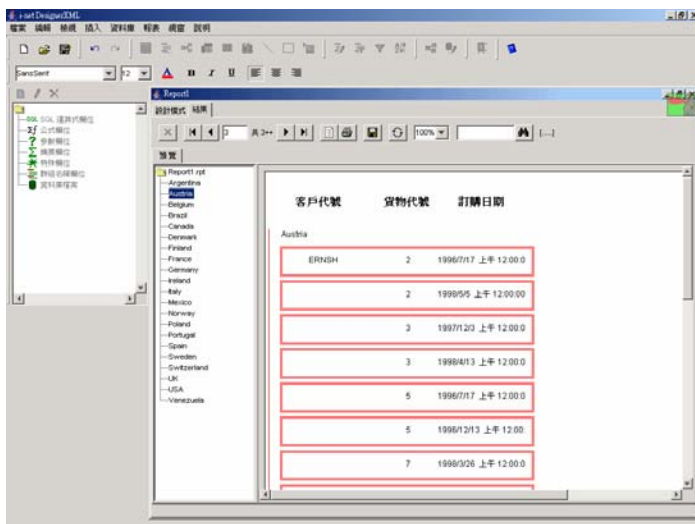 i-net DesignerXML
檔案 編輯 檢視 插入 資料庫 報表 視窗 說明
SansSerif 12
SQL SQL 運算式欄位
公式欄位
參數欄位
摘要欄位
特殊欄位
群組名稱欄位
資料庫檔案
Report1
設計模式 結果
共 3++ 100% [...]
預覽
Report1.rpt
Argentina
Austria
Belgium
Brazil
Canada
Denmark
Finland
France
Germany
Ireland
Italy
Mexico
Norway
Poland
Portugal
Spain
Sweden
Switzerland
UK
USA
Venezuela
客戶代號 貨物代號 訂購日期
Austria
ERNSH 2 1996/7/17 上午 12:00:0
2 1998/5/5 上午 12:00:00
3 1997/12/3 上午 12:00:0
3 1998/4/13 上午 12:00:0
5 1996/7/17 上午 12:00:0
5 1996/12/13 上午 12:00:
7 1998/3/26 上午 12:00:0